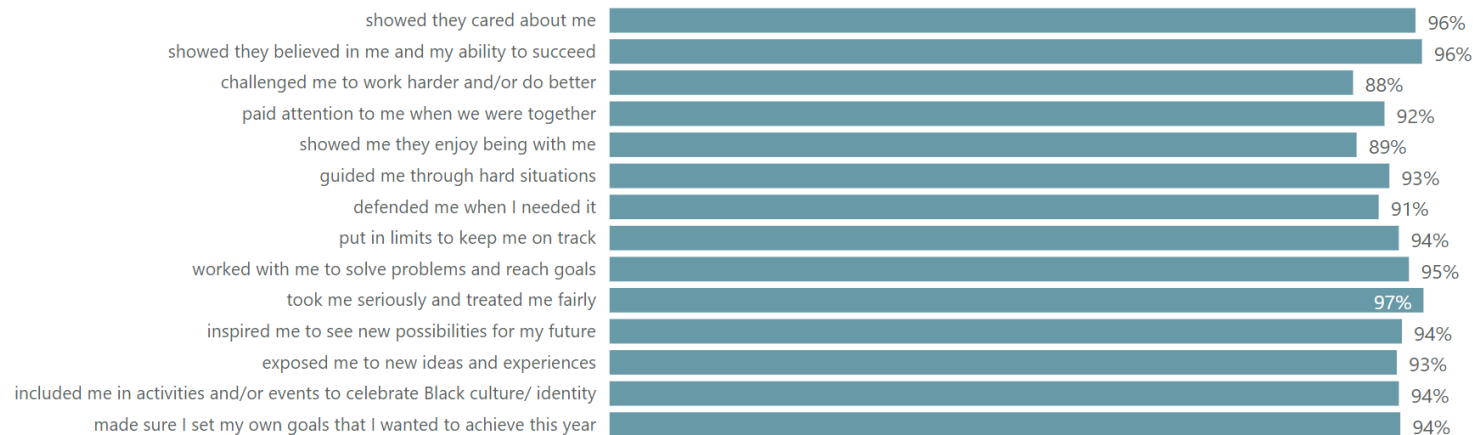 showed they cared about me 96%
showed they believed in me and my ability to succeed 96%
challenged me to work harder and/or do better 88%
paid attention to me when we were together 92%
showed me they enjoy being with me 89%
guided me through hard situations 93%
defended me when I needed it 91%
put in limits to keep me on track 94%
worked with me to solve problems and reach goals 95%
took me seriously and treated me fairly 97%
inspired me to see new possibilities for my future 94%
exposed me to new ideas and experiences 93%
included me in activities and/or events to celebrate Black culture/ identity 94%
made sure I set my own goals that I wanted to achieve this year 94%